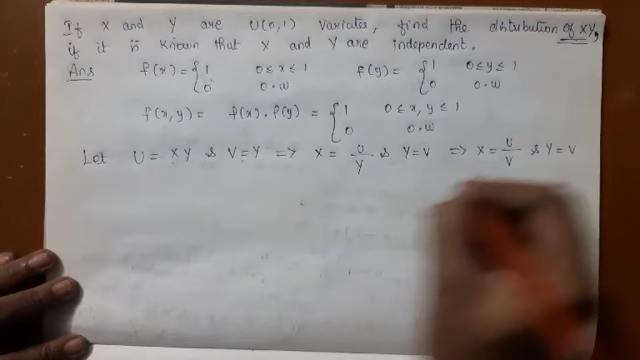 If X and Y are U(0,1) variates, find the distribution of XY,
if it is known that X and Y are independent.
Ans f(x) = { 1 0≤x≤1 f(y) = { 1 0≤y≤1
0 o.w 0 o.w
f(x,y) = f(x).f(y) = { 1 0≤x,y≤1
0 o.w
Let U = XY & V=Y => X = U/Y & Y=V => X = U/V & Y=V